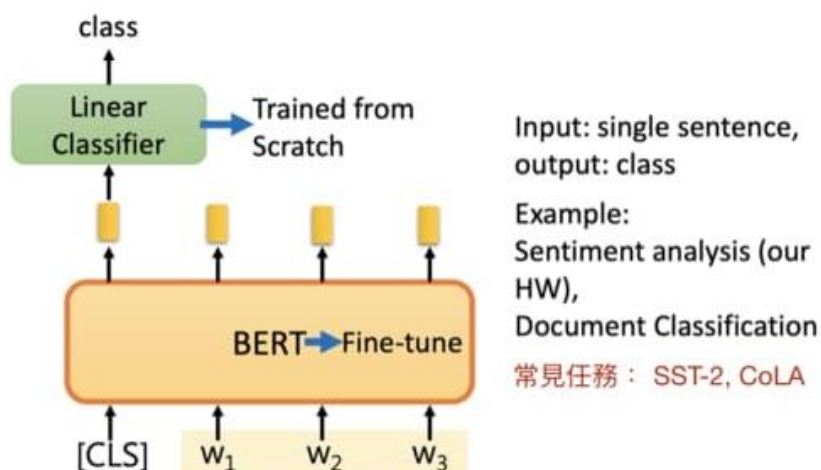 class
Linear
Classifier
Trained from
Scratch
BERT Fine-tune
[CLS] w₁ w₂ w₃
Input: single sentence,
output: class
Example:
Sentiment analysis (our
HW),
Document Classification
常見任務： SST-2, CoLA